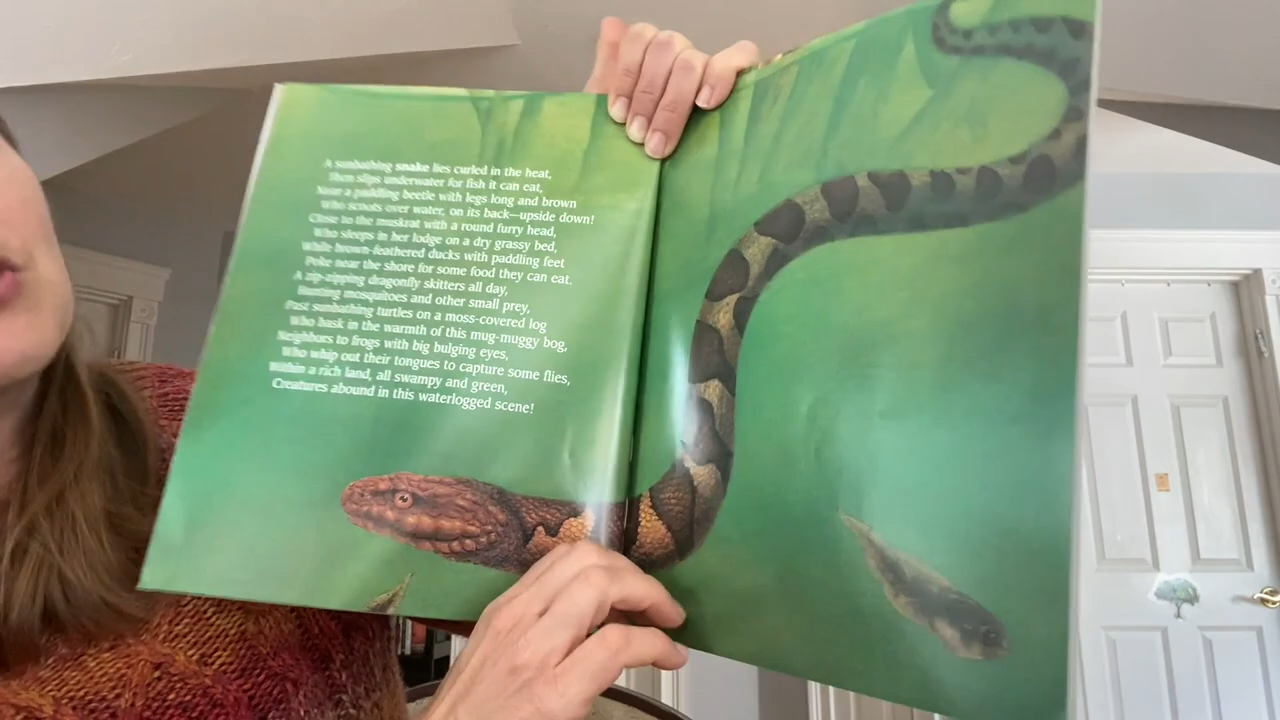 A sunbathing snake lies curled in the heat,
Then slips underwater for fish it can eat,
Near a paddling beetle with legs long and brown
Who scoots over water, on its back—upside down!
Close to the muskrat with a round furry head,
Who sleeps in her lodge on a dry grassy bed,
While brown-feathered ducks with paddling feet
Poke near the shore for some food they can eat.
A zip-zipping dragonfly skitters all day,
Hunting mosquitoes and other small prey,
Past sunbathing turtles on a moss-covered log
Who bask in the warmth of this mug-muggy bog,
Neighbors to frogs with big bulging eyes,
Who whip out their tongues to capture some flies,
Within a rich land, all swampy and green,
Creatures abound in this waterlogged scene!